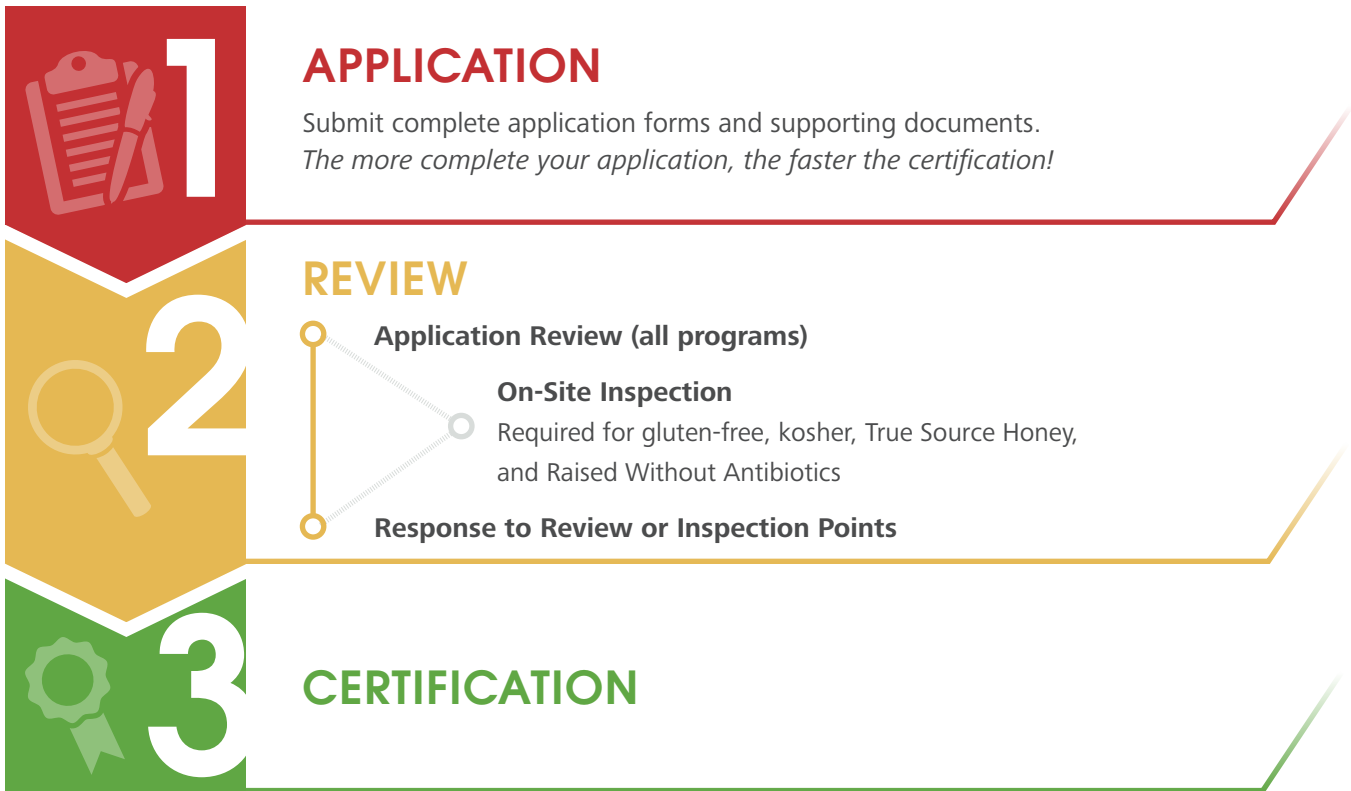 1
APPLICATION
Submit complete application forms and supporting documents.
The more complete your application, the faster the certification!
2
REVIEW
Application Review (all programs)
On-Site Inspection
Required for gluten-free, kosher, True Source Honey,
and Raised Without Antibiotics
Response to Review or Inspection Points
3
CERTIFICATION